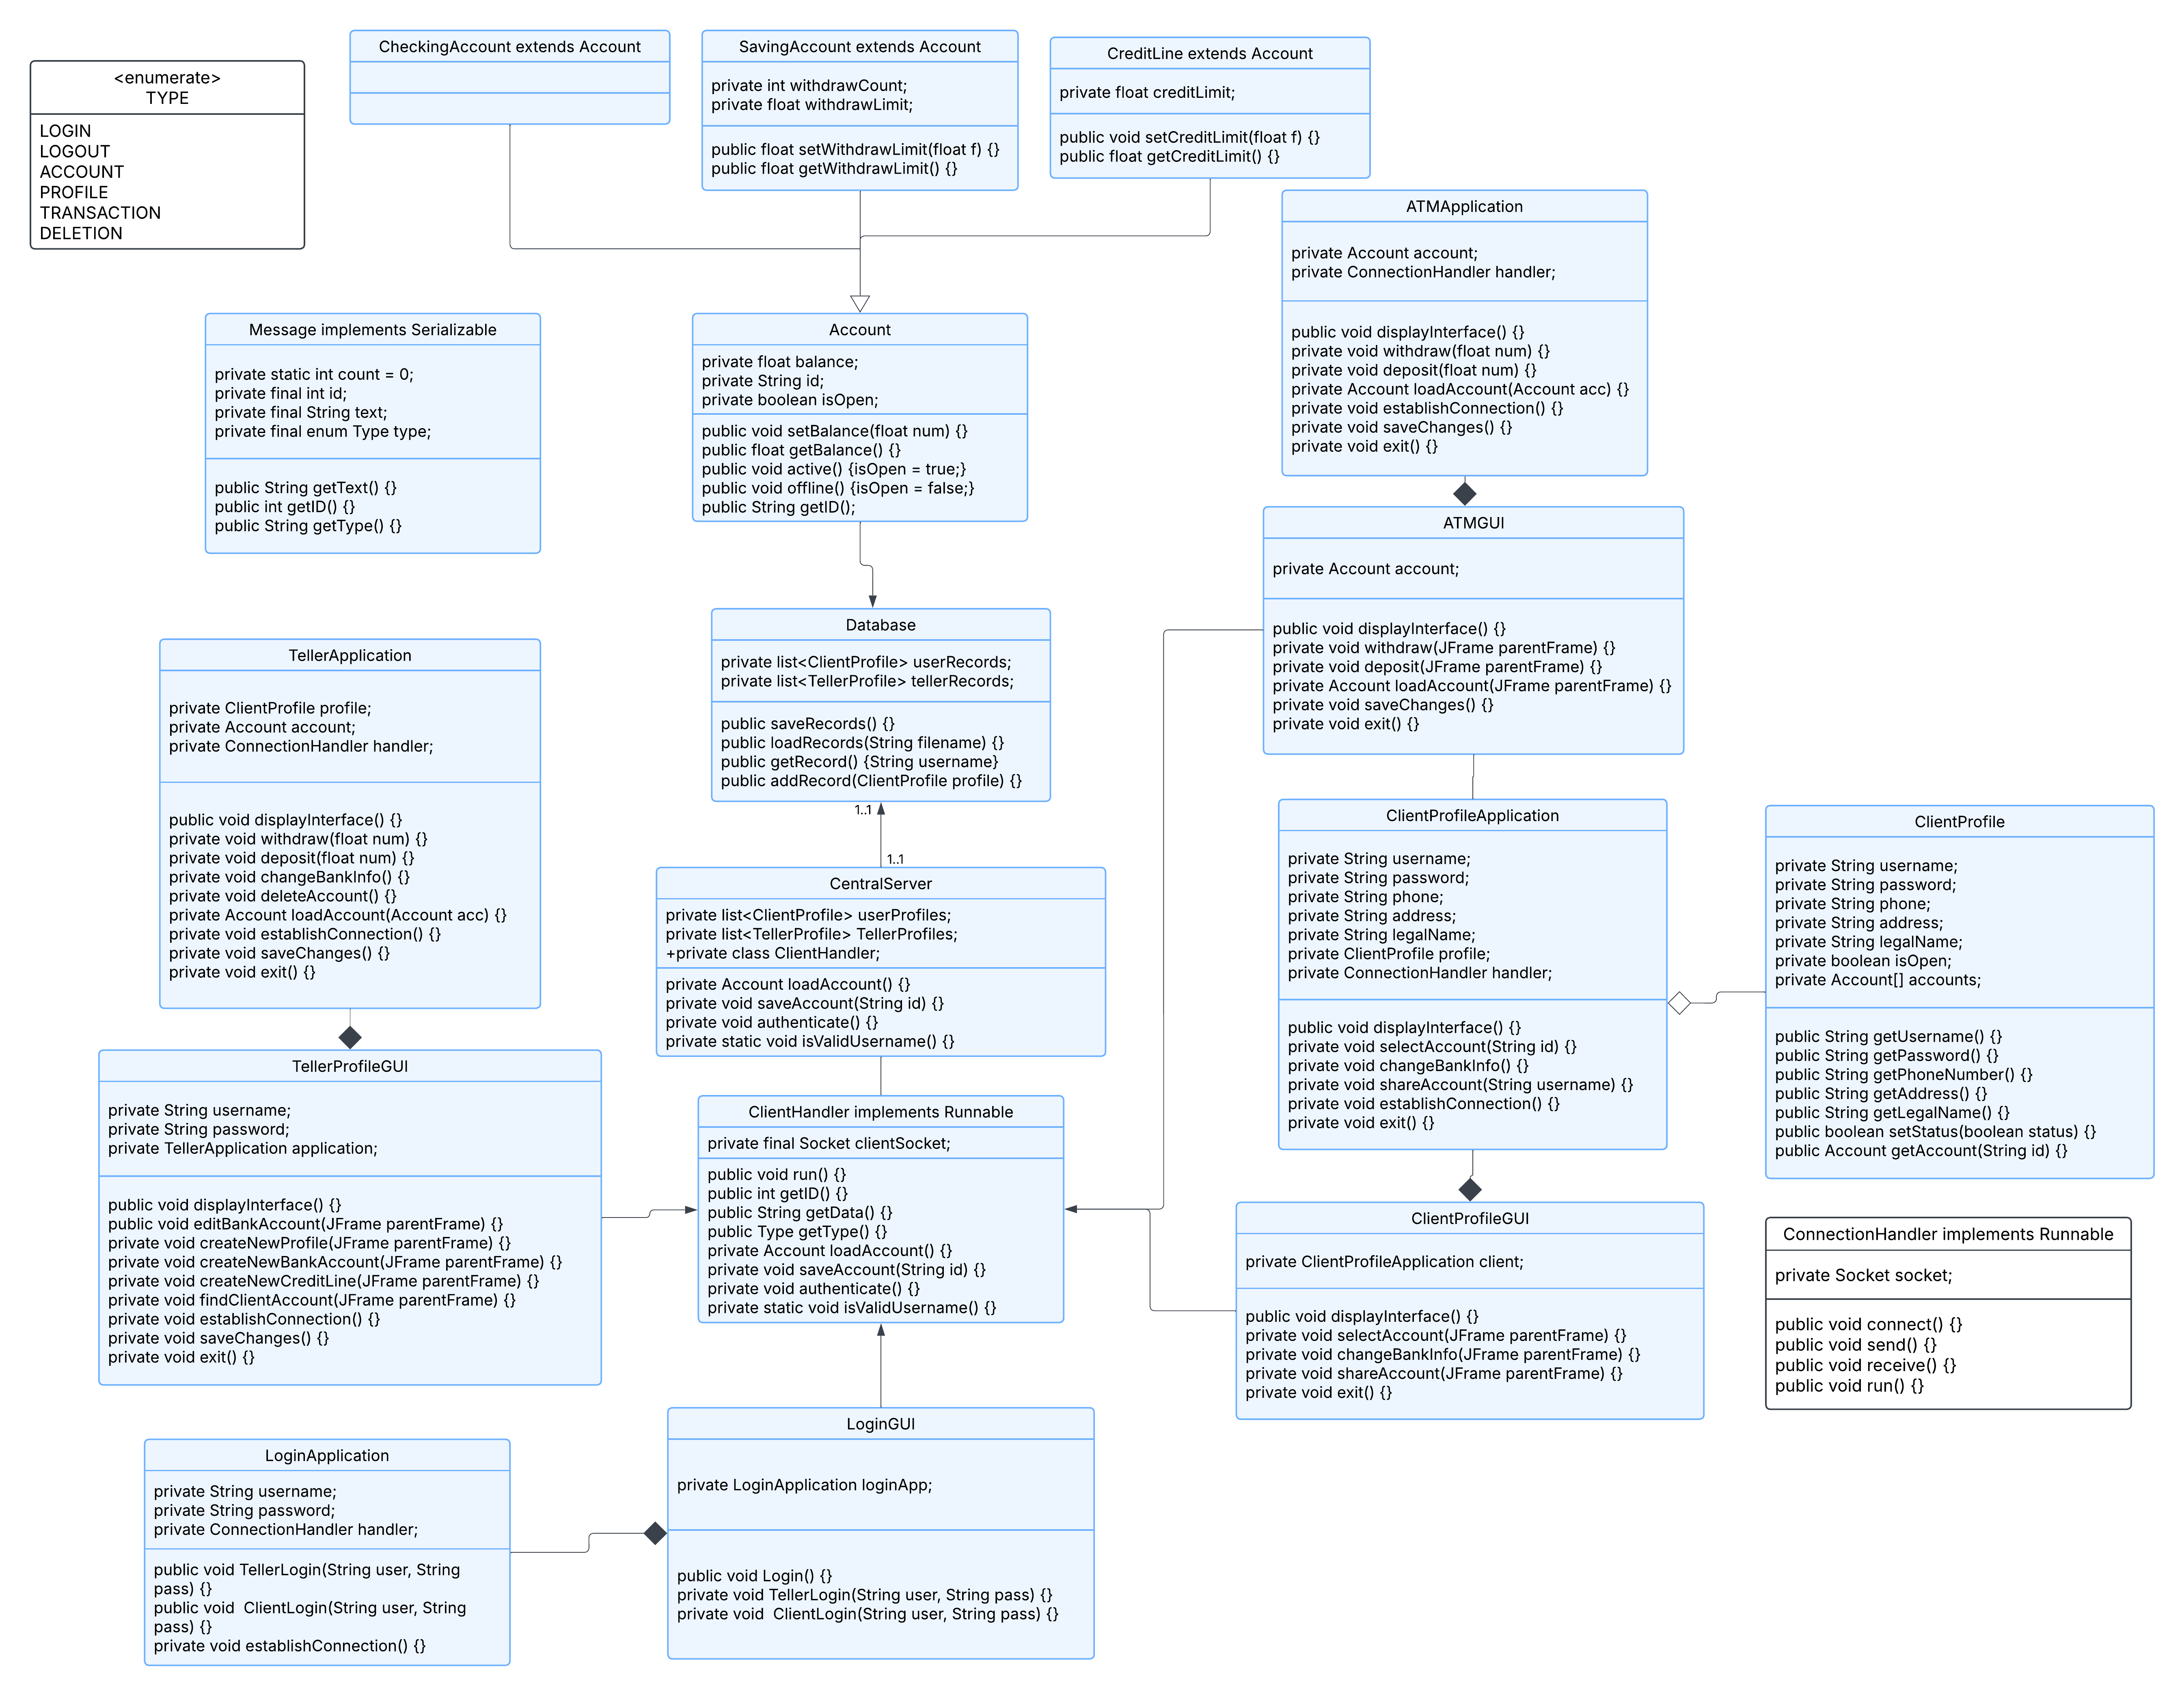 <enumerate>
TYPE
LOGIN
LOGOUT
ACCOUNT
PROFILE
TRANSACTION
DELETION
CheckingAccount extends Account
SavingAccount extends Account
private int withdrawCount;
private float withdrawLimit;
public float setWithdrawLimit(float f) {}
public float getWithdrawLimit() {}
CreditLine extends Account
private float creditLimit;
public void setCreditLimit(float f) {}
public float getCreditLimit() {}
ATMApplication
private Account account;
private ConnectionHandler handler;
public void displayInterface() {}
private void withdraw(float num) {}
private void deposit(float num) {}
private Account loadAccount(Account acc) {}
private void establishConnection() {}
private void saveChanges() {}
private void exit() {}
Message implements Serializable
private static int count = 0;
private final int id;
private final String text;
private final enum Type type;
public String getText() {}
public int getID() {}
public String getType() {}
Account
private float balance;
private String id;
private boolean isOpen;
public void setBalance(float num) {}
public float getBalance() {}
public void active() {isOpen = true;}
public void offline() {isOpen = false;}
public String getID();
ATMGUI
private Account account;
public void displayInterface() {}
private void withdraw(JFrame parentFrame) {}
private void deposit(JFrame parentFrame) {}
private Account loadAccount(JFrame parentFrame) {}
private void saveChanges() {}
private void exit() {}
Database
private list<ClientProfile> userRecords;
private list<TellerProfile> tellerRecords;
public saveRecords() {}
public loadRecords(String filename) {}
public getRecord() {String username}
public addRecord(ClientProfile profile) {}
1..1
1..1
TellerApplication
private ClientProfile profile;
private Account account;
private ConnectionHandler handler;
public void displayInterface() {}
private void withdraw(float num) {}
private void deposit(float num) {}
private void changeBankInfo() {}
private void deleteAccount() {}
private Account loadAccount(Account acc) {}
private void establishConnection() {}
private void saveChanges() {}
private void exit() {}
CentralServer
private list<ClientProfile> userProfiles;
private list<TellerProfile> TellerProfiles;
+private class ClientHandler;
private Account loadAccount() {}
private void saveAccount(String id) {}
private void authenticate() {}
private static void isValidUsername() {}
ClientProfileApplication
private String username;
private String password;
private String phone;
private String address;
private String legalName;
private ClientProfile profile;
private ConnectionHandler handler;
public void displayInterface() {}
private void selectAccount(String id) {}
private void changeBankInfo() {}
private void shareAccount(String username) {}
private void establishConnection() {}
private void exit() {}
ClientProfile
private String username;
private String password;
private String phone;
private String address;
private String legalName;
private boolean isOpen;
private Account[] accounts;
public String getUsername() {}
public String getPassword() {}
public String getPhoneNumber() {}
public String getAddress() {}
public String getLegalName() {}
public boolean setStatus(boolean status) {}
public Account getAccount(String id) {}
TellerProfileGUI
private String username;
private String password;
private TellerApplication application;
public void displayInterface() {}
public void editBankAccount(JFrame parentFrame) {}
private void createNewProfile(JFrame parentFrame) {}
private void createNewBankAccount(JFrame parentFrame) {}
private void createNewCreditLine(JFrame parentFrame) {}
private void findClientAccount(JFrame parentFrame) {}
private void establishConnection() {}
private void saveChanges() {}
private void exit() {}
ClientHandler implements Runnable
private final Socket clientSocket;
public void run() {}
public int getID() {}
public String getData() {}
public Type getType() {}
private Account loadAccount() {}
private void saveAccount(String id) {}
private void authenticate() {}
private static void isValidUsername() {}
ClientProfileGUI
private ClientProfileApplication client;
public void displayInterface() {}
private void selectAccount(JFrame parentFrame) {}
private void changeBankInfo(JFrame parentFrame) {}
private void shareAccount(JFrame parentFrame) {}
private void exit() {}
ConnectionHandler implements Runnable
private Socket socket;
public void connect() {}
public void send() {}
public void receive() {}
public void run() {}
LoginApplication
private String username;
private String password;
private ConnectionHandler handler;
public void TellerLogin(String user, String
pass) {}
public void  ClientLogin(String user, String
pass) {}
private void establishConnection() {}
LoginGUI
private LoginApplication loginApp;
public void Login() {}
private void TellerLogin(String user, String pass) {}
private void  ClientLogin(String user, String pass) {}